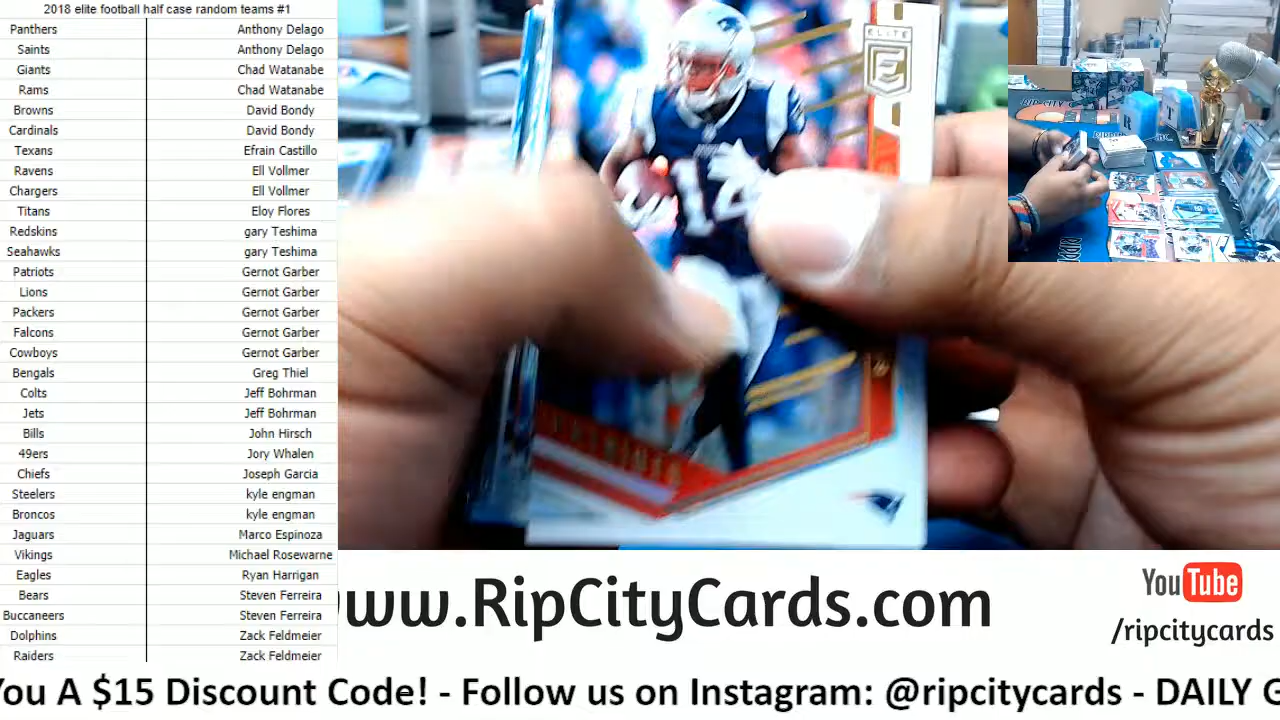 2018 elite football half case random teams #1
Panthers Anthony Delago
Saints Anthony Delago
Giants Chad Watanabe
Rams Chad Watanabe
Browns David Bondy
Cardinals David Bondy
Texans Efrain Castillo
Ravens Ell Vollmer
Chargers Ell Vollmer
Titans Eloy Flores
Redskins gary Teshima
Seahawks gary Teshima
Patriots Gernot Garber
Lions Gernot Garber
Packers Gernot Garber
Falcons Gernot Garber
Cowboys Gernot Garber
Bengals Greg Thiel
Colts Jeff Bohrman
Jets Jeff Bohrman
Bills John Hirsch
49ers Jory Whalen
Chiefs Joseph Garcia
Steelers kyle engman
Broncos kyle engman
Jaguars Marco Espinoza
Vikings Michael Rosewarne
Eagles Ryan Harrigan
Bears Steven Ferreira
Buccaneers Steven Ferreira
Dolphins Zack Feldmeier
Raiders Zack Feldmeier
ELITE
E
14
www.RipCityCards.com
YouTube
/ripcitycards
You A $15 Discount Code! - Follow us on Instagram: @ripcitycards - DAILY G